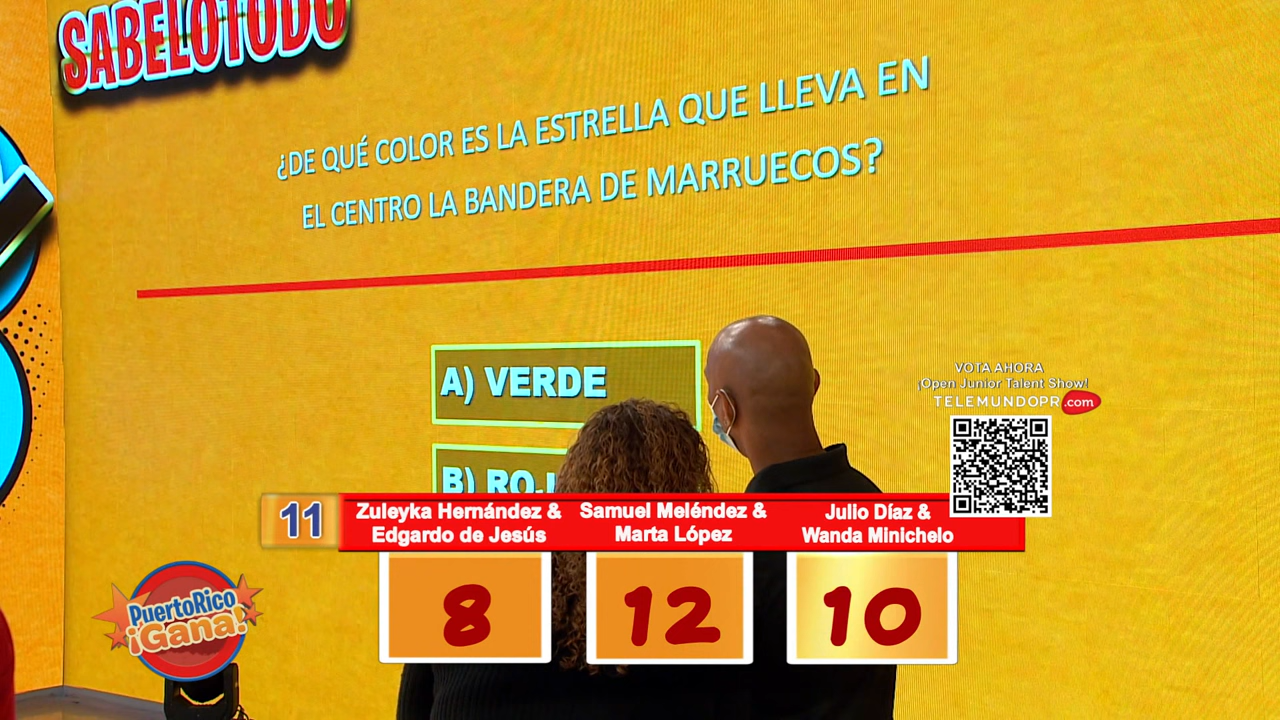 SABELOTODO
¿DE QUÉ COLOR ES LA ESTRELLA QUE LLEVA EN
EL CENTRO LA BANDERA DE MARRUECOS?
A) VERDE
B) ROJ
VOTA AHORA
¡Open Junior Talent Show!
TELEMUNDOPR.com
11
Zuleyka Hernández &
Edgardo de Jesús
Samuel Meléndez &
Marta López
Julio Díaz &
Wanda Minichelo
8
12
10
PuertoRico
¡Gana!